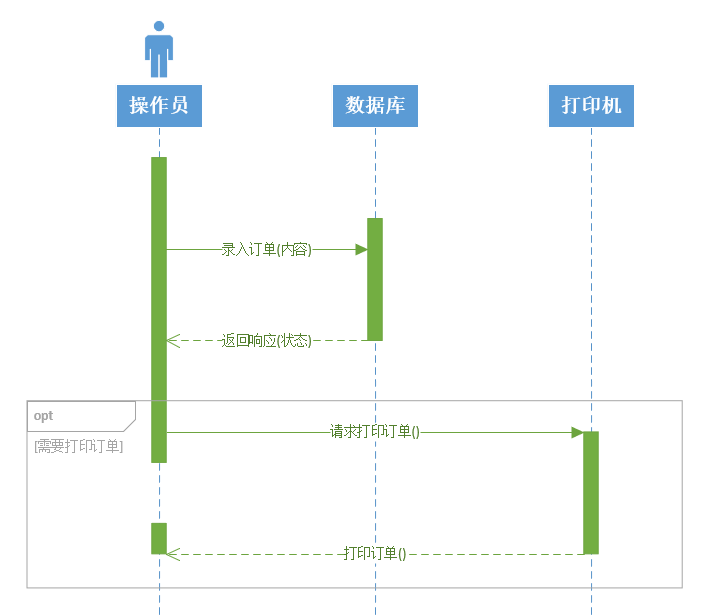 操作员
数据库
打印机
录入订单(内容)
返回响应(状态)
opt
请求打印订单()
[需要打印订单]
打印订单()